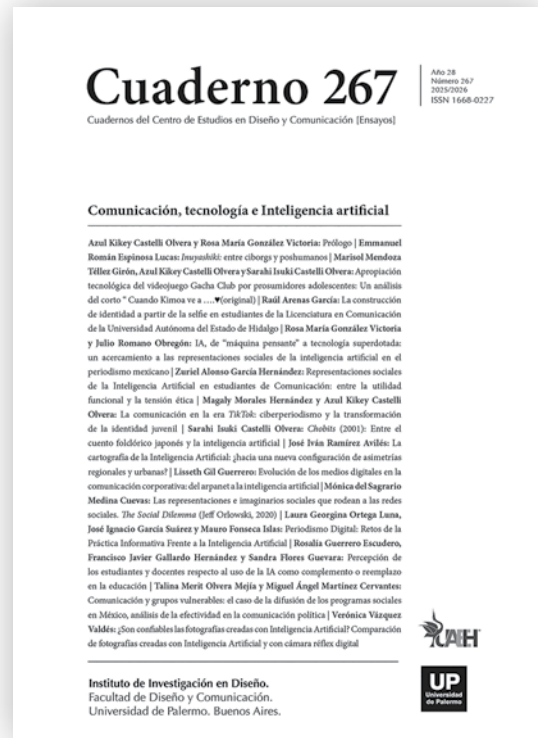 Cuaderno 267
Cuadernos del Centro de Estudios en Diseño y Comunicación [Ensayos]
Año 28
Número 267
2025/2026
ISSN 1668-0227
Comunicación, tecnología e Inteligencia artificial
Azul Kikey Castelli Olvera y Rosa María González Victoria: Prólogo | Emmanuel
Román Espinosa Lucas: Inuyashiki: entre ciborgs y poshumanos | Marisol Mendoza
Téllez Girón, Azul Kikey Castelli Olvera y Sarahi Isuki Castelli Olvera: Apropiación
tecnológica del videojuego Gacha Club por prosumidores adolescentes: Un análisis
del corto " Cuando Kimoa ve a ....♥(original) | Raúl Arenas García: La construcción
de identidad a partir de la selfie en estudiantes de la Licenciatura en Comunicación
de la Universidad Autónoma del Estado de Hidalgo | Rosa María González Victoria
y Julio Romano Obregón: IA, de "máquina pensante" a tecnología superdotada:
un acercamiento a las representaciones sociales de la inteligencia artificial en el
periodismo mexicano | Zuriel Alonso García Hernández: Representaciones sociales
de la Inteligencia Artificial en estudiantes de Comunicación: entre la utilidad
funcional y la tensión ética | Magaly Morales Hernández y Azul Kikey Castelli
Olvera: La comunicación en la era TikTok: ciberperiodismo y la transformación
de la identidad juvenil | Sarahi Isuki Castelli Olvera: Chobits (2001): Entre el
cuento foldórico japonés y la inteligencia artificial | José Iván Ramírez Avilés: La
cartografía de la Inteligencia Artificial: ¿hacia una nueva configuración de asimetrías
regionales y urbanas? | Lisseth Gil Guerrero: Evolución de los medios digitales en la
comunicación corporativa: del arpanet a la inteligencia artificial | Mónica del Sagrario
Medina Cuevas: Las representaciones e imaginarios sociales que rodean a las redes
sociales. The Social Dilemma (Jeff Orlowski, 2020) | Laura Georgina Ortega Luna,
José Ignacio García Suárez y Mauro Fonseca Islas: Periodismo Digital: Retos de la
Práctica Informativa Frente a la Inteligencia Artificial | Rosalía Guerrero Escudero,
Francisco Javier Gallardo Hernández y Sandra Flores Guevara: Percepción de
los estudiantes y docentes respecto al uso de la IA como complemento o reemplazo
en la educación | Talina Merit Olvera Mejía y Miguel Ángel Martínez Cervantes:
Comunicación y grupos vulnerables: el caso de la difusión de los programas sociales
en México, análisis de la efectividad en la comunicación política | Verónica Vázquez
Valdés: ¿Son confiables las fotografías creadas con Inteligencia Artificial? Comparación
de fotografías creadas con Inteligencia Artificial y con cámara réflex digital
UAEH
UP
Universidad
de Palermo
Instituto de Investigación en Diseño.
Facultad de Diseño y Comunicación.
Universidad de Palermo. Buenos Aires.